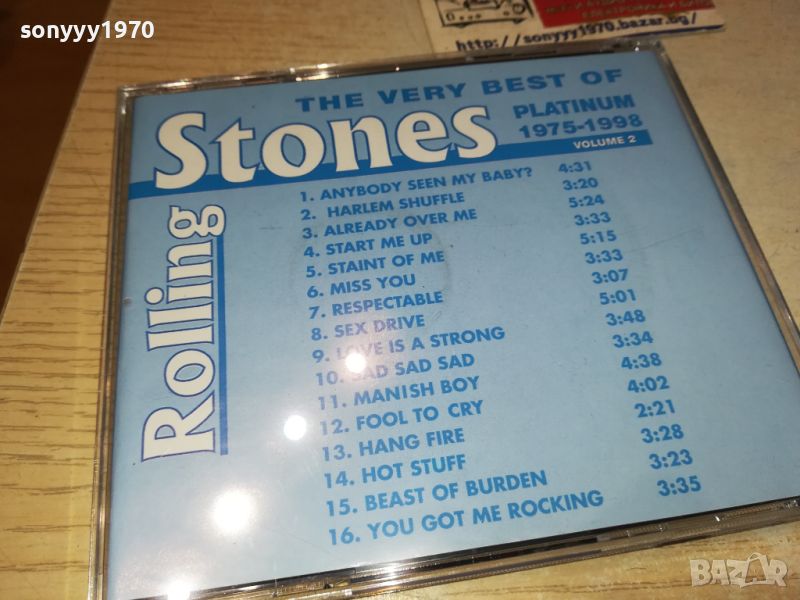 sonyyy1970
http://sonyyy1970.bazar.bg/
THE VERY BEST OF
Rolling
Stones
PLATINUM
1975-1998
VOLUME 2
1. ANYBODY SEEN MY BABY? 4:31
2. HARLEM SHUFFLE 3:20
3. ALREADY OVER ME 5:24
4. START ME UP 3:33
5. STAINT OF ME 5:15
6. MISS YOU 3:33
7. RESPECTABLE 3:07
8. SEX DRIVE 5:01
9. LOVE IS A STRONG 3:48
10. SAD SAD SAD 3:34
11. MANISH BOY 4:38
12. FOOL TO CRY 4:02
13. HANG FIRE 2:21
14. HOT STUFF 3:28
15. BEAST OF BURDEN 3:23
16. YOU GOT ME ROCKING 3:35
BAZAR